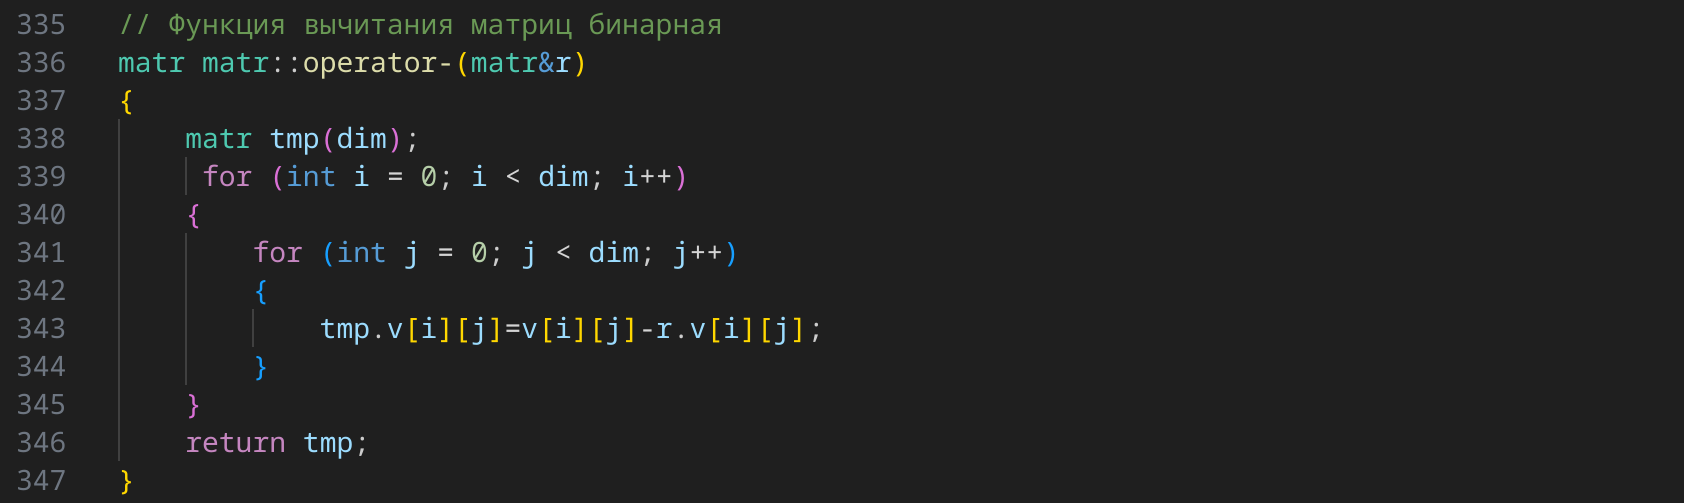 335 // Функция вычитания матриц бинарная
336 matr matr::operator-(matr&r)
337 {
338     matr tmp(dim);
339      for (int i = 0; i < dim; i++)
340     {
341         for (int j = 0; j < dim; j++)
342         {
343             tmp.v[i][j]=v[i][j]-r.v[i][j];
344         }
345     }
346     return tmp;
347 }